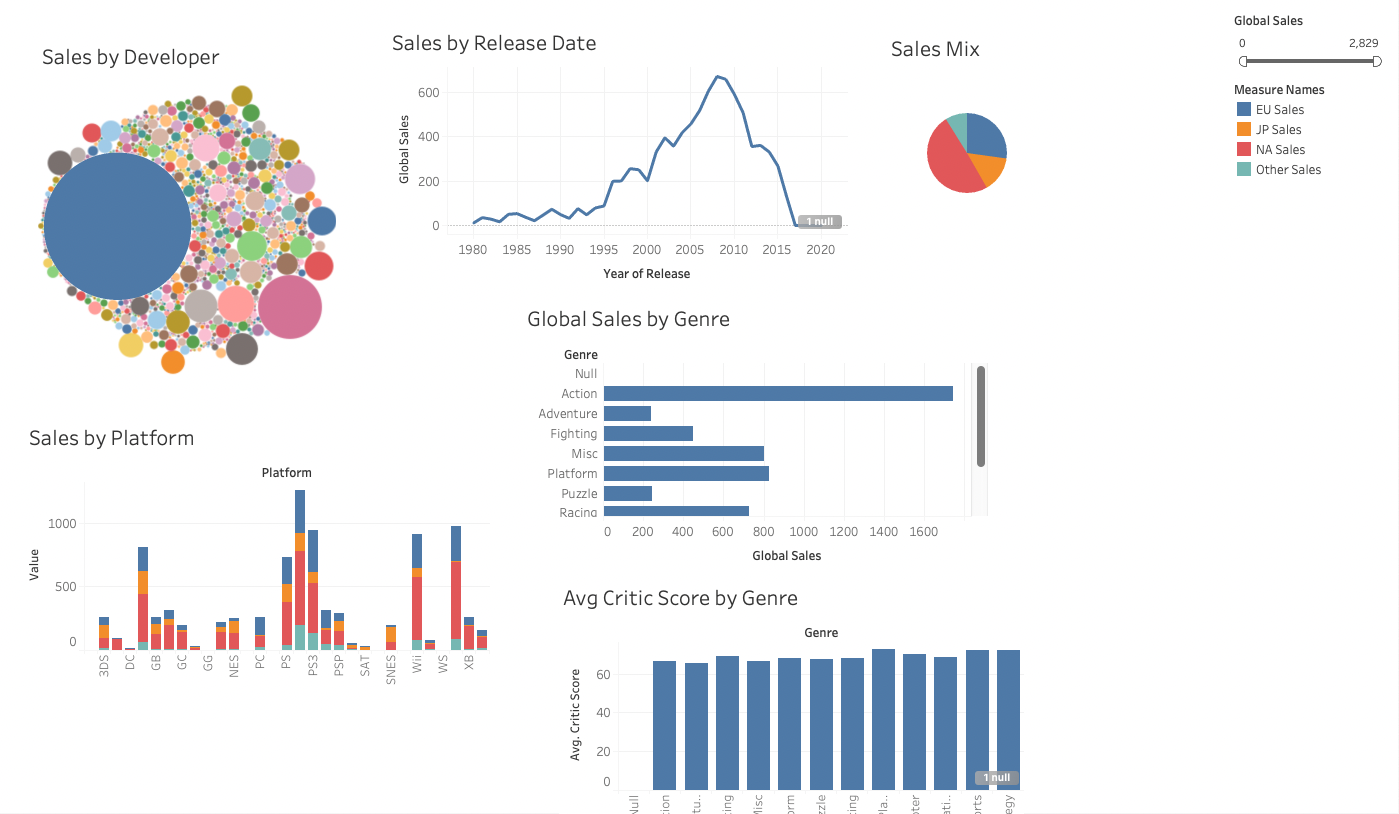 Sales by Developer
Sales by Release Date
Global Sales
600
400
200
0
1980 1985 1990 1995 2000 2005 2010 2015 2020
1 null
Year of Release
Sales Mix
Global Sales
0 2,829
Measure Names
EU Sales
JP Sales
NA Sales
Other Sales
Global Sales by Genre
Genre
Null
Action
Adventure
Fighting
Misc
Platform
Puzzle
Racing
0 200 400 600 800 1000 1200 1400 1600
Global Sales
Sales by Platform
Platform
Value
1000
500
0
3DS DC GB GC GG NES PC PS PS3 PSP SAT SNES Wii WS XB
Avg Critic Score by Genre
Genre
Avg. Critic Score
60
40
20
0
1 null
Null tion tu.. ting Misc orm zzle ting Pla.. oter ati.. orts egy